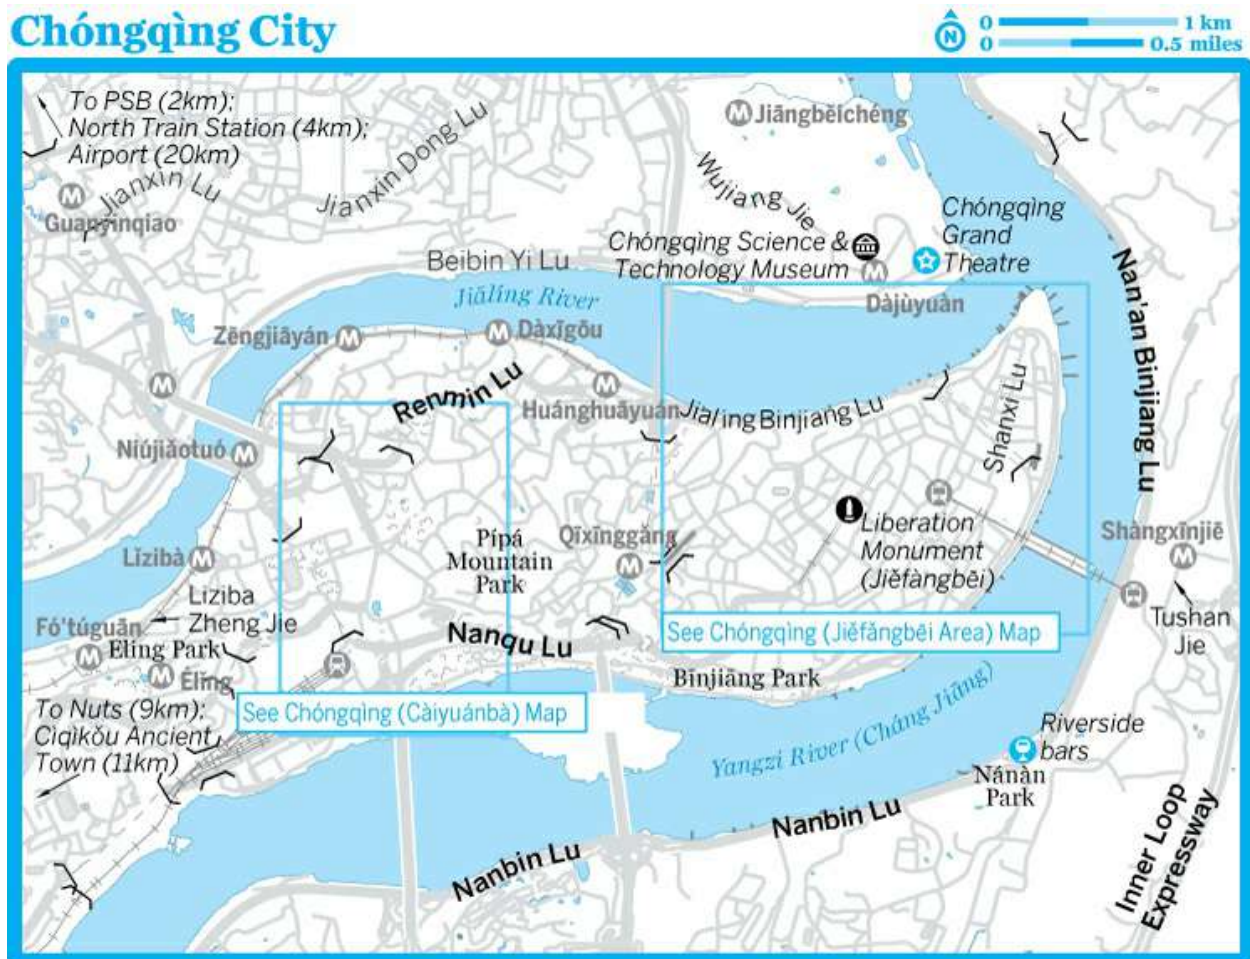 Chóngqìng City
0 1 km
N
0 0.5 miles
To PSB (2km);
North Train Station (4km);
Airport (20km)
Jianxin Lu
Jianxin Dong Lu
M Jiāngběichéng
M
Guanyinqiao
Wujiang Jie
Chóngqìng
Grand
Theatre
Chóngqìng Science &
Technology Museum
M
Dàjùyuàn
Beibin Yi Lu
Jiālíng River
Nan'an Binjiang Lu
Zēngjiāyán M
M Dàxīgōu
M
M
Huánghuāyuán
Renmin Lu
Jialing Binjiang Lu
Shanxi Lu
Niújiǎotuó M
Liberation
Monument
(Jiěfàngbēi)
Qīxīnggǎng
M
Pípá
Mountain
Park
Shàngxīnjiē
M
Lǐzibà M
Liziba
Zheng Jie
Tushan
Jie
Fó'túguān
M
Eling Park
M Élǐng
Nanqu Lu
See Chóngqìng (Jiěfǎngbēi Area) Map
Bīnjiāng Park
See Chóngqìng (Càiyuánbà) Map
To Nuts (9km);
Cíqìkǒu Ancient
Town (11km)
Yangzi River (Cháng Jiāng)
Riverside
bars
Nánàn
Park
Nanbin Lu
Nanbin Lu
Inner Loop
Expressway